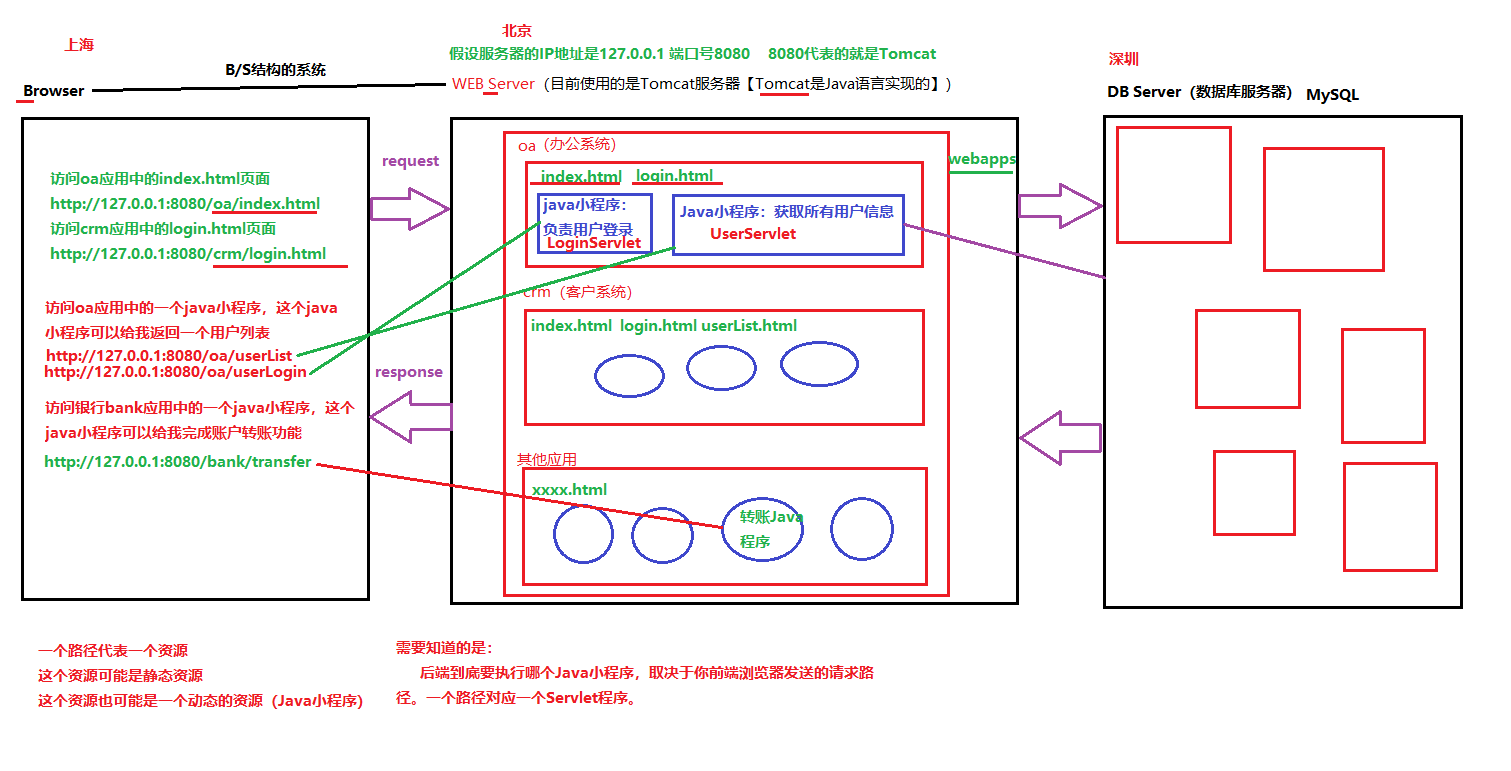 上海
北京
假设服务器的IP地址是127.0.0.1 端口号8080 8080代表的就是Tomcat
深圳
B/S结构的系统
Browser
WEB Server（目前使用的是Tomcat服务器【Tomcat是Java语言实现的】）
DB Server（数据库服务器） MySQL
访问oa应用中的index.html页面
http://127.0.0.1:8080/oa/index.html
访问crm应用中的login.html页面
http://127.0.0.1:8080/crm/login.html
访问oa应用中的一个java小程序，这个java
小程序可以给我返回一个用户列表
http://127.0.0.1:8080/oa/userList
http://127.0.0.1:8080/oa/userLogin
访问银行bank应用中的一个java小程序，这个
java小程序可以给我完成账户转账功能
http://127.0.0.1:8080/bank/transfer
request
response
oa（办公系统）
webapps
index.html login.html
java小程序：
负责用户登录
LoginServlet
Java小程序：获取所有用户信息
UserServlet
crm（客户系统）
index.html login.html userList.html
其他应用
xxxx.html
转账Java
程序
一个路径代表一个资源
这个资源可能是静态资源
这个资源也可能是一个动态的资源（Java小程序）
需要知道的是：
后端到底要执行哪个Java小程序，取决于你前端浏览器发送的请求路
径。一个路径对应一个Servlet程序。